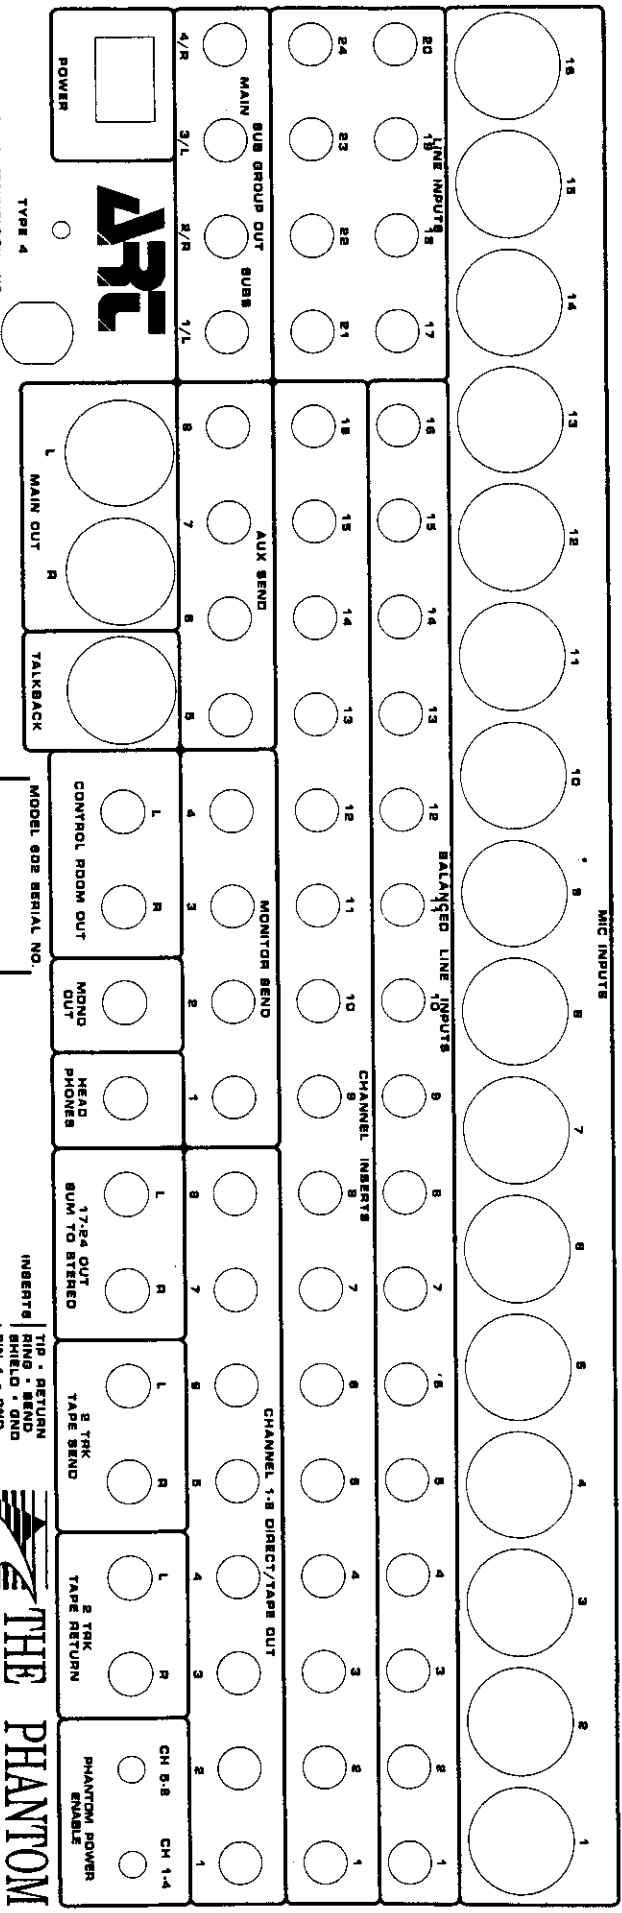 MIC INPUTS
16 15 14 13 12 11 10 9 8 7 6 5 4 3 2 1
LINE INPUTS
20 19 18 17
BALANCED LINE INPUTS
16 15 14 13 12 11 10 9 8 7 6 5 4 3 2 1
24 23 22 21
CHANNEL INSERTS
16 15 14 13 12 11 10 9 8 7 6 5 4 3 2 1
MAIN SUB GROUP OUT SUBS
4/R 3/L 2/R 1/L
AUX SEND
8 7 6 5
MONITOR SEND
4 3 2 1
CHANNEL 1-8 DIRECT/TAPE OUT
8 7 6 5 4 3 2 1
POWER
ART
TYPE 4
L R
MAIN OUT
TALKBACK
L R
CONTROL ROOM OUT
MONO
OUT
HEAD
PHONES
L R
17-24 OUT
SUM TO STEREO
L R
2 TRK
TAPE SEND
L R
2 TRK
TAPE RETURN
CH 5-8 CH 1-4
PHANTOM POWER
ENABLE
MODEL 602 SERIAL NO.
INSERTS
TIP - RETURN
RING - SEND
SHIELD - GND
THE PHANTOM